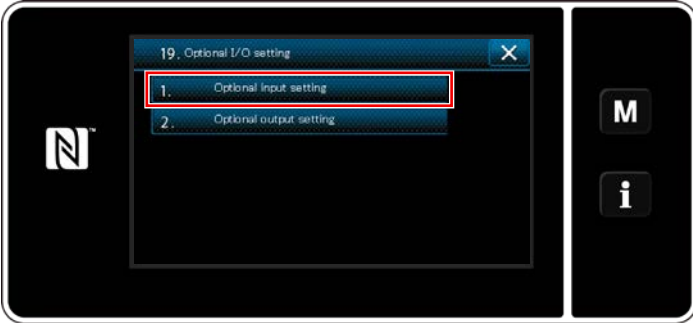 19. Optional I/O setting
1. Optional input setting
2. Optional output setting
M
N
i